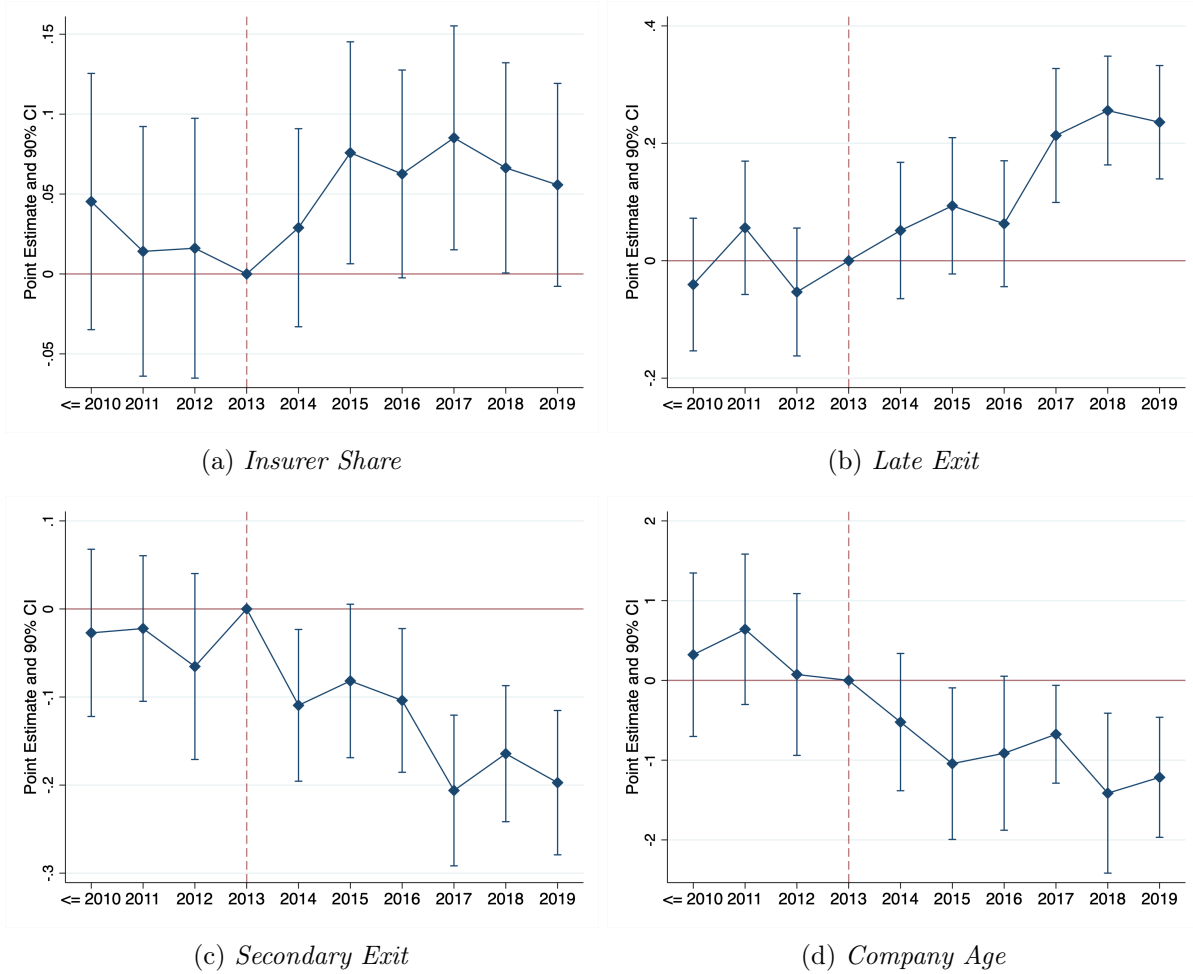 Point Estimate and 90% CI
.15
.1
.05
0
-.05
<= 2010 2011 2012 2013 2014 2015 2016 2017 2018 2019
(a) Insurer Share
Point Estimate and 90% CI
.4
.2
0
-.2
<= 2010 2011 2012 2013 2014 2015 2016 2017 2018 2019
(b) Late Exit
Point Estimate and 90% CI
.1
0
-.1
-.2
-.3
<= 2010 2011 2012 2013 2014 2015 2016 2017 2018 2019
(c) Secondary Exit
Point Estimate and 90% CI
2
1
0
-1
-2
<= 2010 2011 2012 2013 2014 2015 2016 2017 2018 2019
(d) Company Age